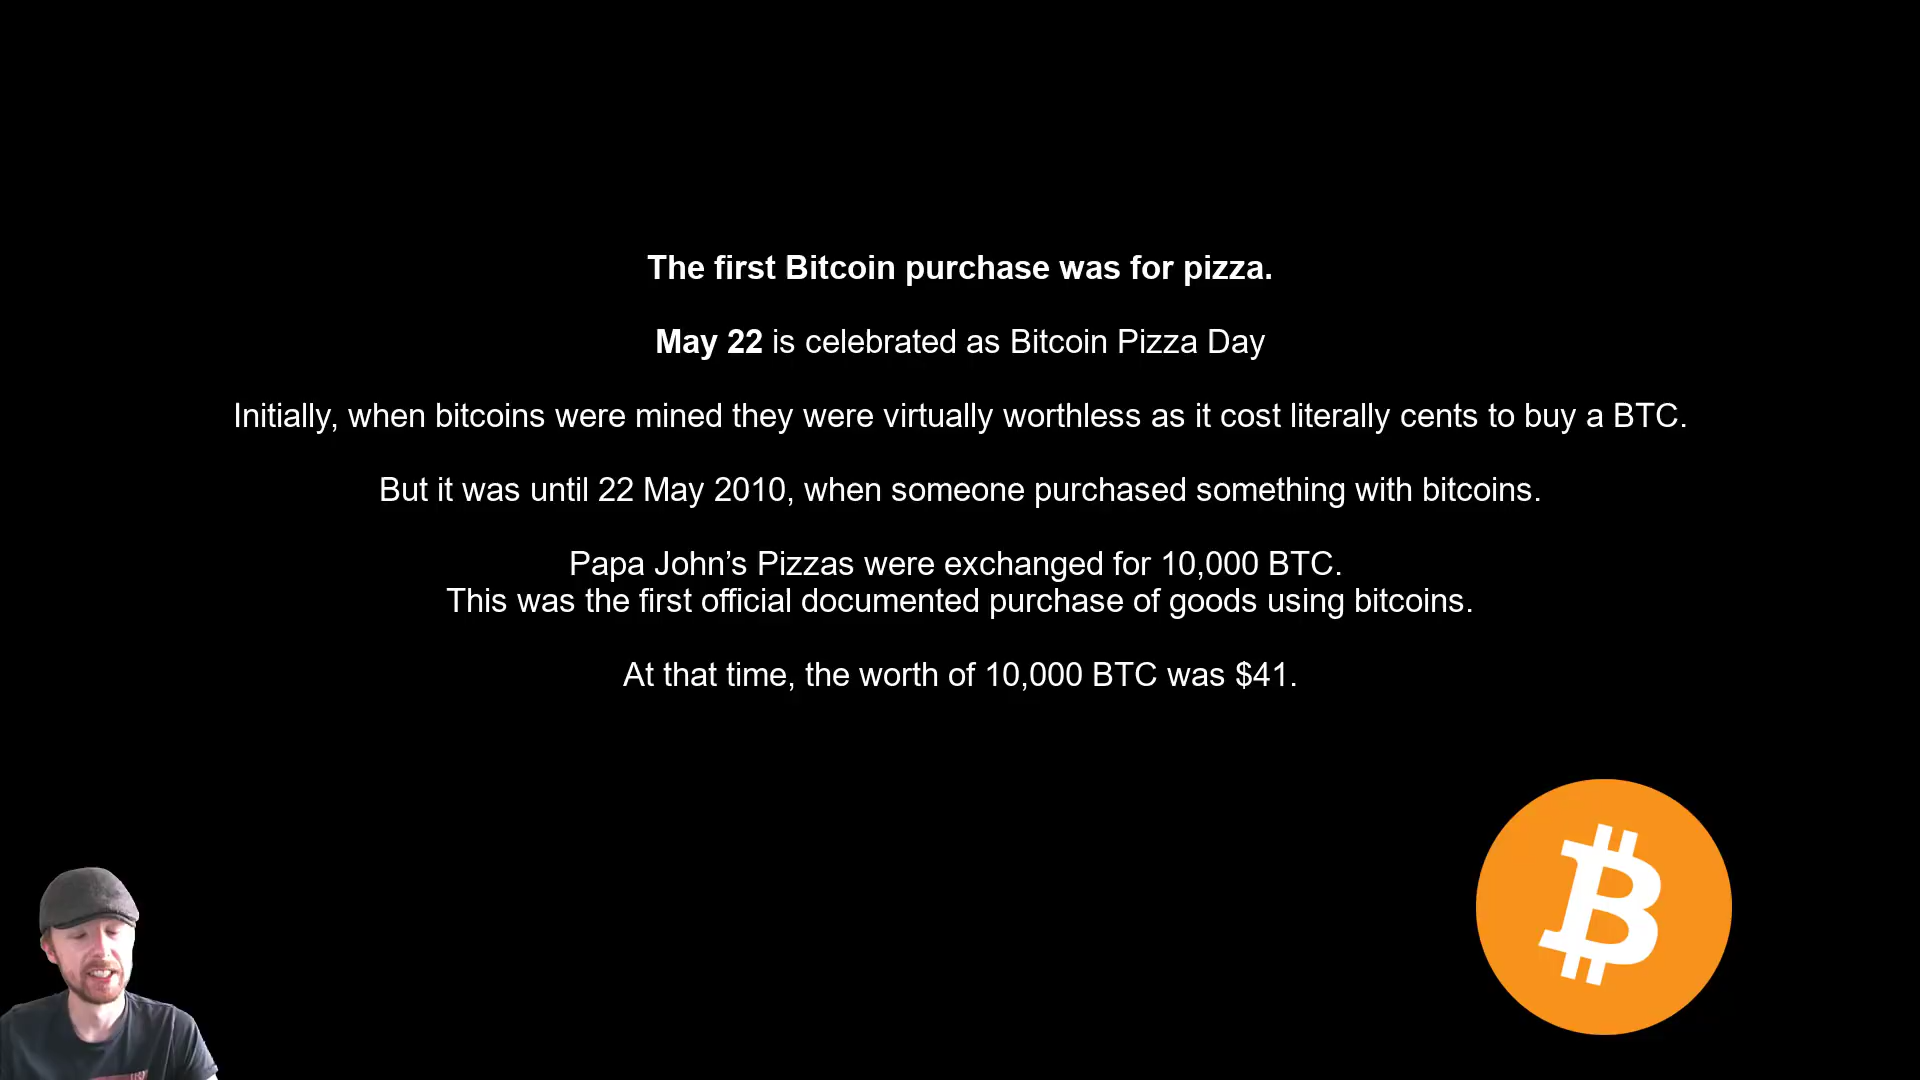 The first Bitcoin purchase was for pizza.
May 22 is celebrated as Bitcoin Pizza Day
Initially, when bitcoins were mined they were virtually worthless as it cost literally cents to buy a BTC.
But it was until 22 May 2010, when someone purchased something with bitcoins.
Papa John’s Pizzas were exchanged for 10,000 BTC.
This was the first official documented purchase of goods using bitcoins.
At that time, the worth of 10,000 BTC was $41.